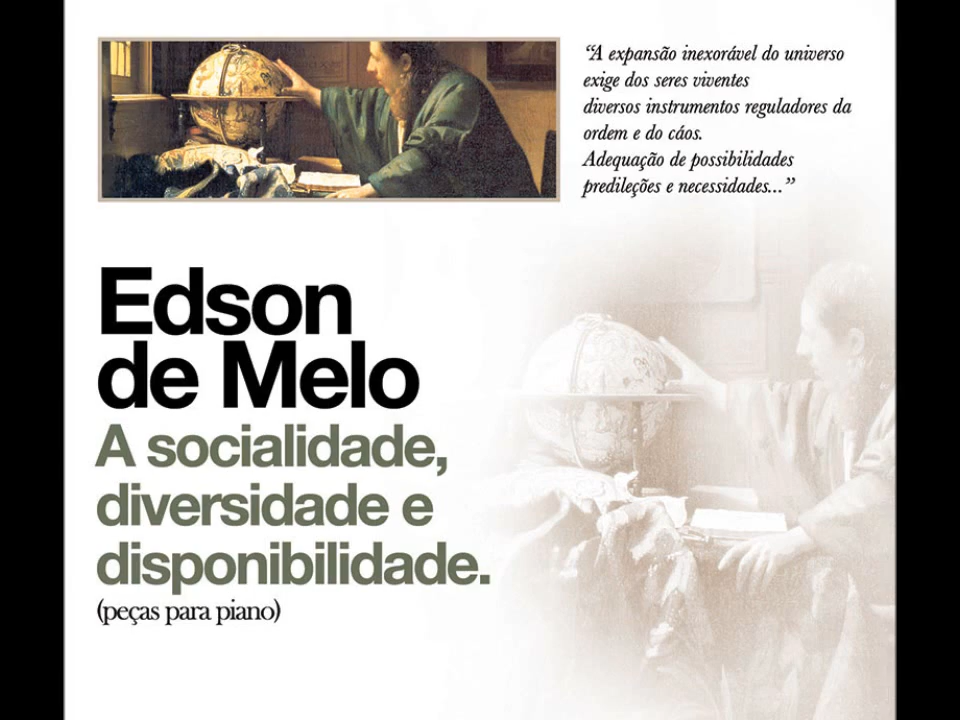 “A expansão inexorável do universo
exige dos seres viventes
diversos instrumentos reguladores da
ordem e do cáos.
Adequação de possibilidades
predileções e necessidades...”
Edson
de Melo
A socialidade,
diversidade e
disponibilidade.
(peças para piano)